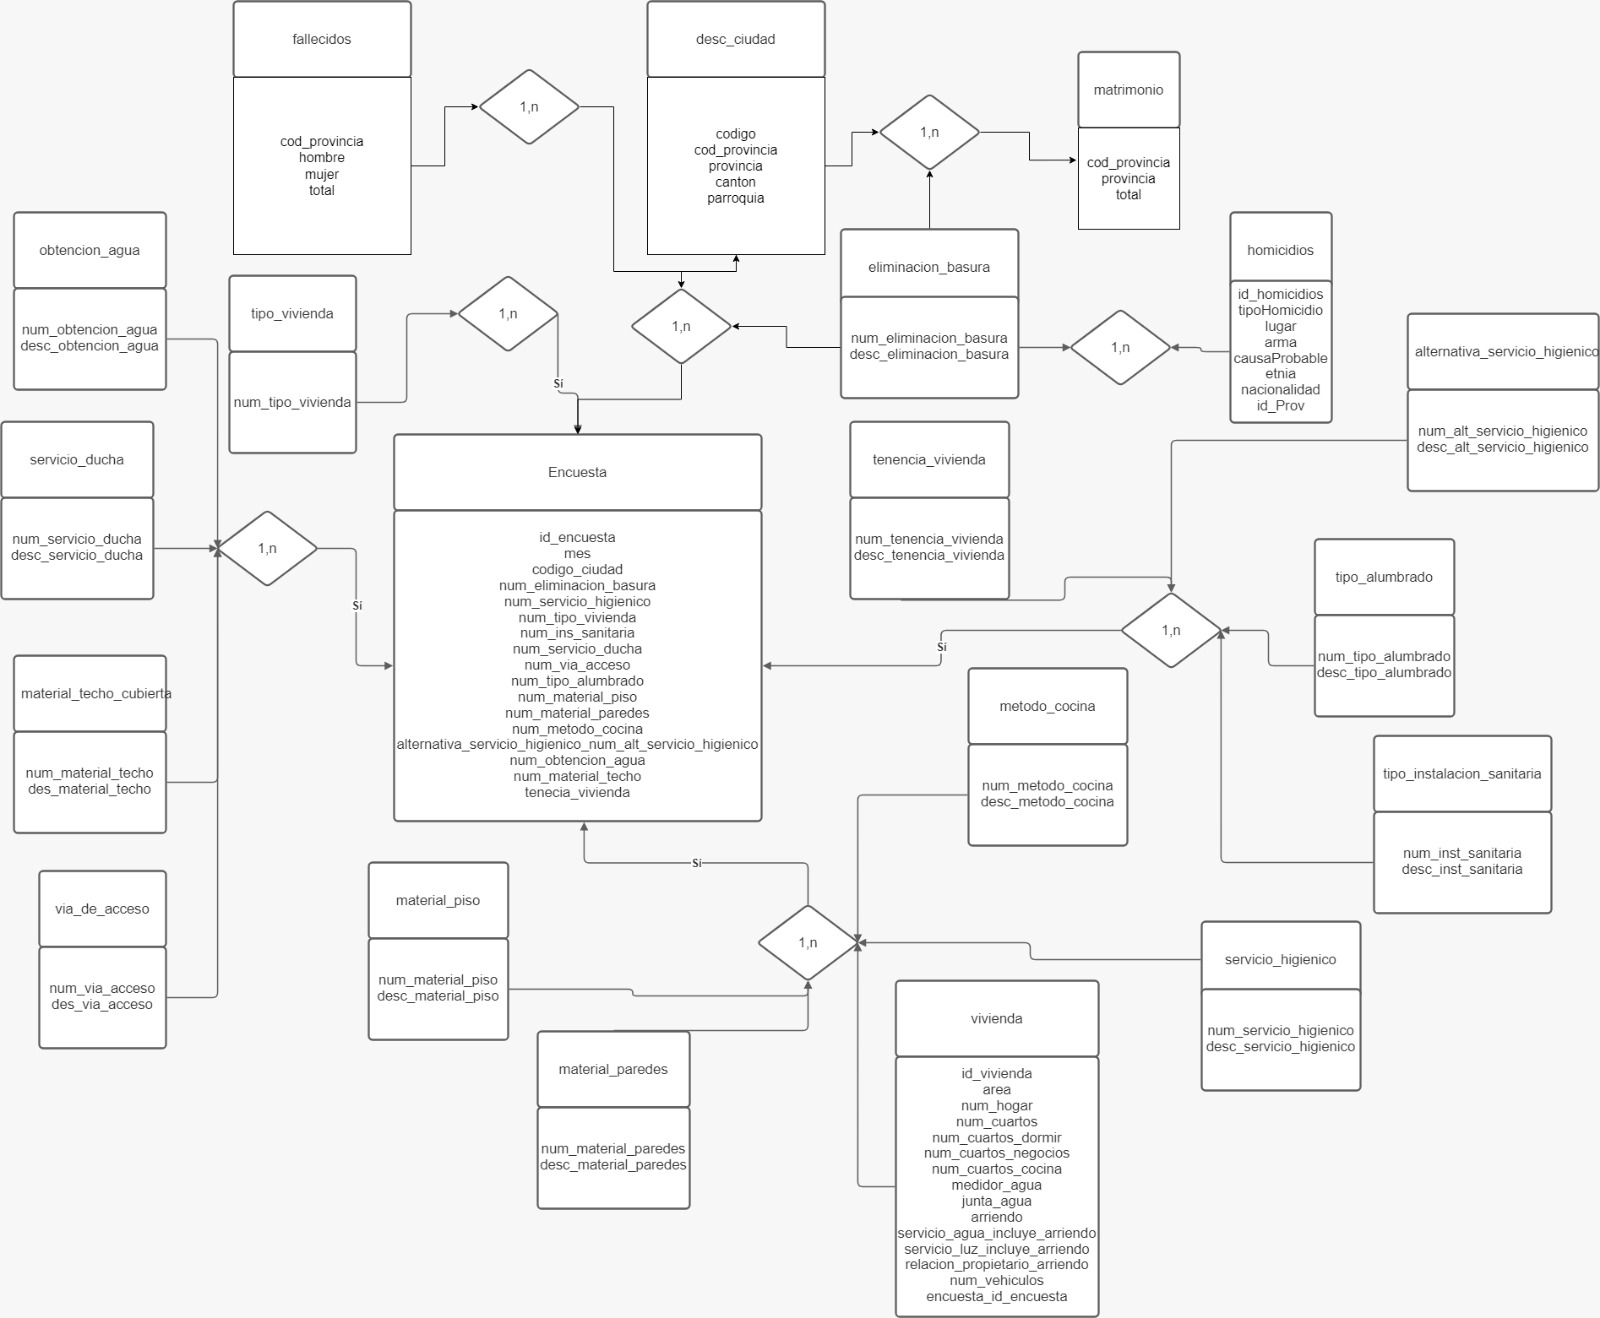 fallecidos
cod_provincia
hombre
mujer
total
1,n
desc_ciudad
codigo
cod_provincia
provincia
canton
parroquia
1,n
matrimonio
cod_provincia
provincia
total
obtencion_agua
num_obtencion_agua
desc_obtencion_agua
tipo_vivienda
num_tipo_vivienda
1,n
Sí
1,n
eliminacion_basura
num_eliminacion_basura
desc_eliminacion_basura
1,n
homicidios
id_homicidios
tipoHomicidio
lugar
arma
causaProbable
etnia
nacionalidad
id_Prov
alternativa_servicio_higienico
num_alt_servicio_higienico
desc_alt_servicio_higienico
servicio_ducha
num_servicio_ducha
desc_servicio_ducha
1,n
Sí
Encuesta
id_encuesta
mes
codigo_ciudad
num_eliminacion_basura
num_servicio_higienico
num_tipo_vivienda
num_ins_sanitaria
num_servicio_ducha
num_via_acceso
num_tipo_alumbrado
num_material_piso
num_material_paredes
num_metodo_cocina
alternativa_servicio_higienico_num_alt_servicio_higienico
num_obtencion_agua
num_material_techo
tenecia_vivienda
tenencia_vivienda
num_tenencia_vivienda
desc_tenencia_vivienda
1,n
Sí
tipo_alumbrado
num_tipo_alumbrado
desc_tipo_alumbrado
material_techo_cubierta
num_material_techo
des_material_techo
metodo_cocina
num_metodo_cocina
desc_metodo_cocina
tipo_instalacion_sanitaria
num_inst_sanitaria
desc_inst_sanitaria
via_de_acceso
num_via_acceso
des_via_acceso
material_piso
num_material_piso
desc_material_piso
Sí
1,n
servicio_higienico
num_servicio_higienico
desc_servicio_higienico
material_paredes
num_material_paredes
desc_material_paredes
vivienda
id_vivienda
area
num_hogar
num_cuartos
num_cuartos_dormir
num_cuartos_negocios
num_cuartos_cocina
medidor_agua
junta_agua
arriendo
servicio_agua_incluye_arriendo
servicio_luz_incluye_arriendo
relacion_propietario_arriendo
num_vehiculos
encuesta_id_encuesta